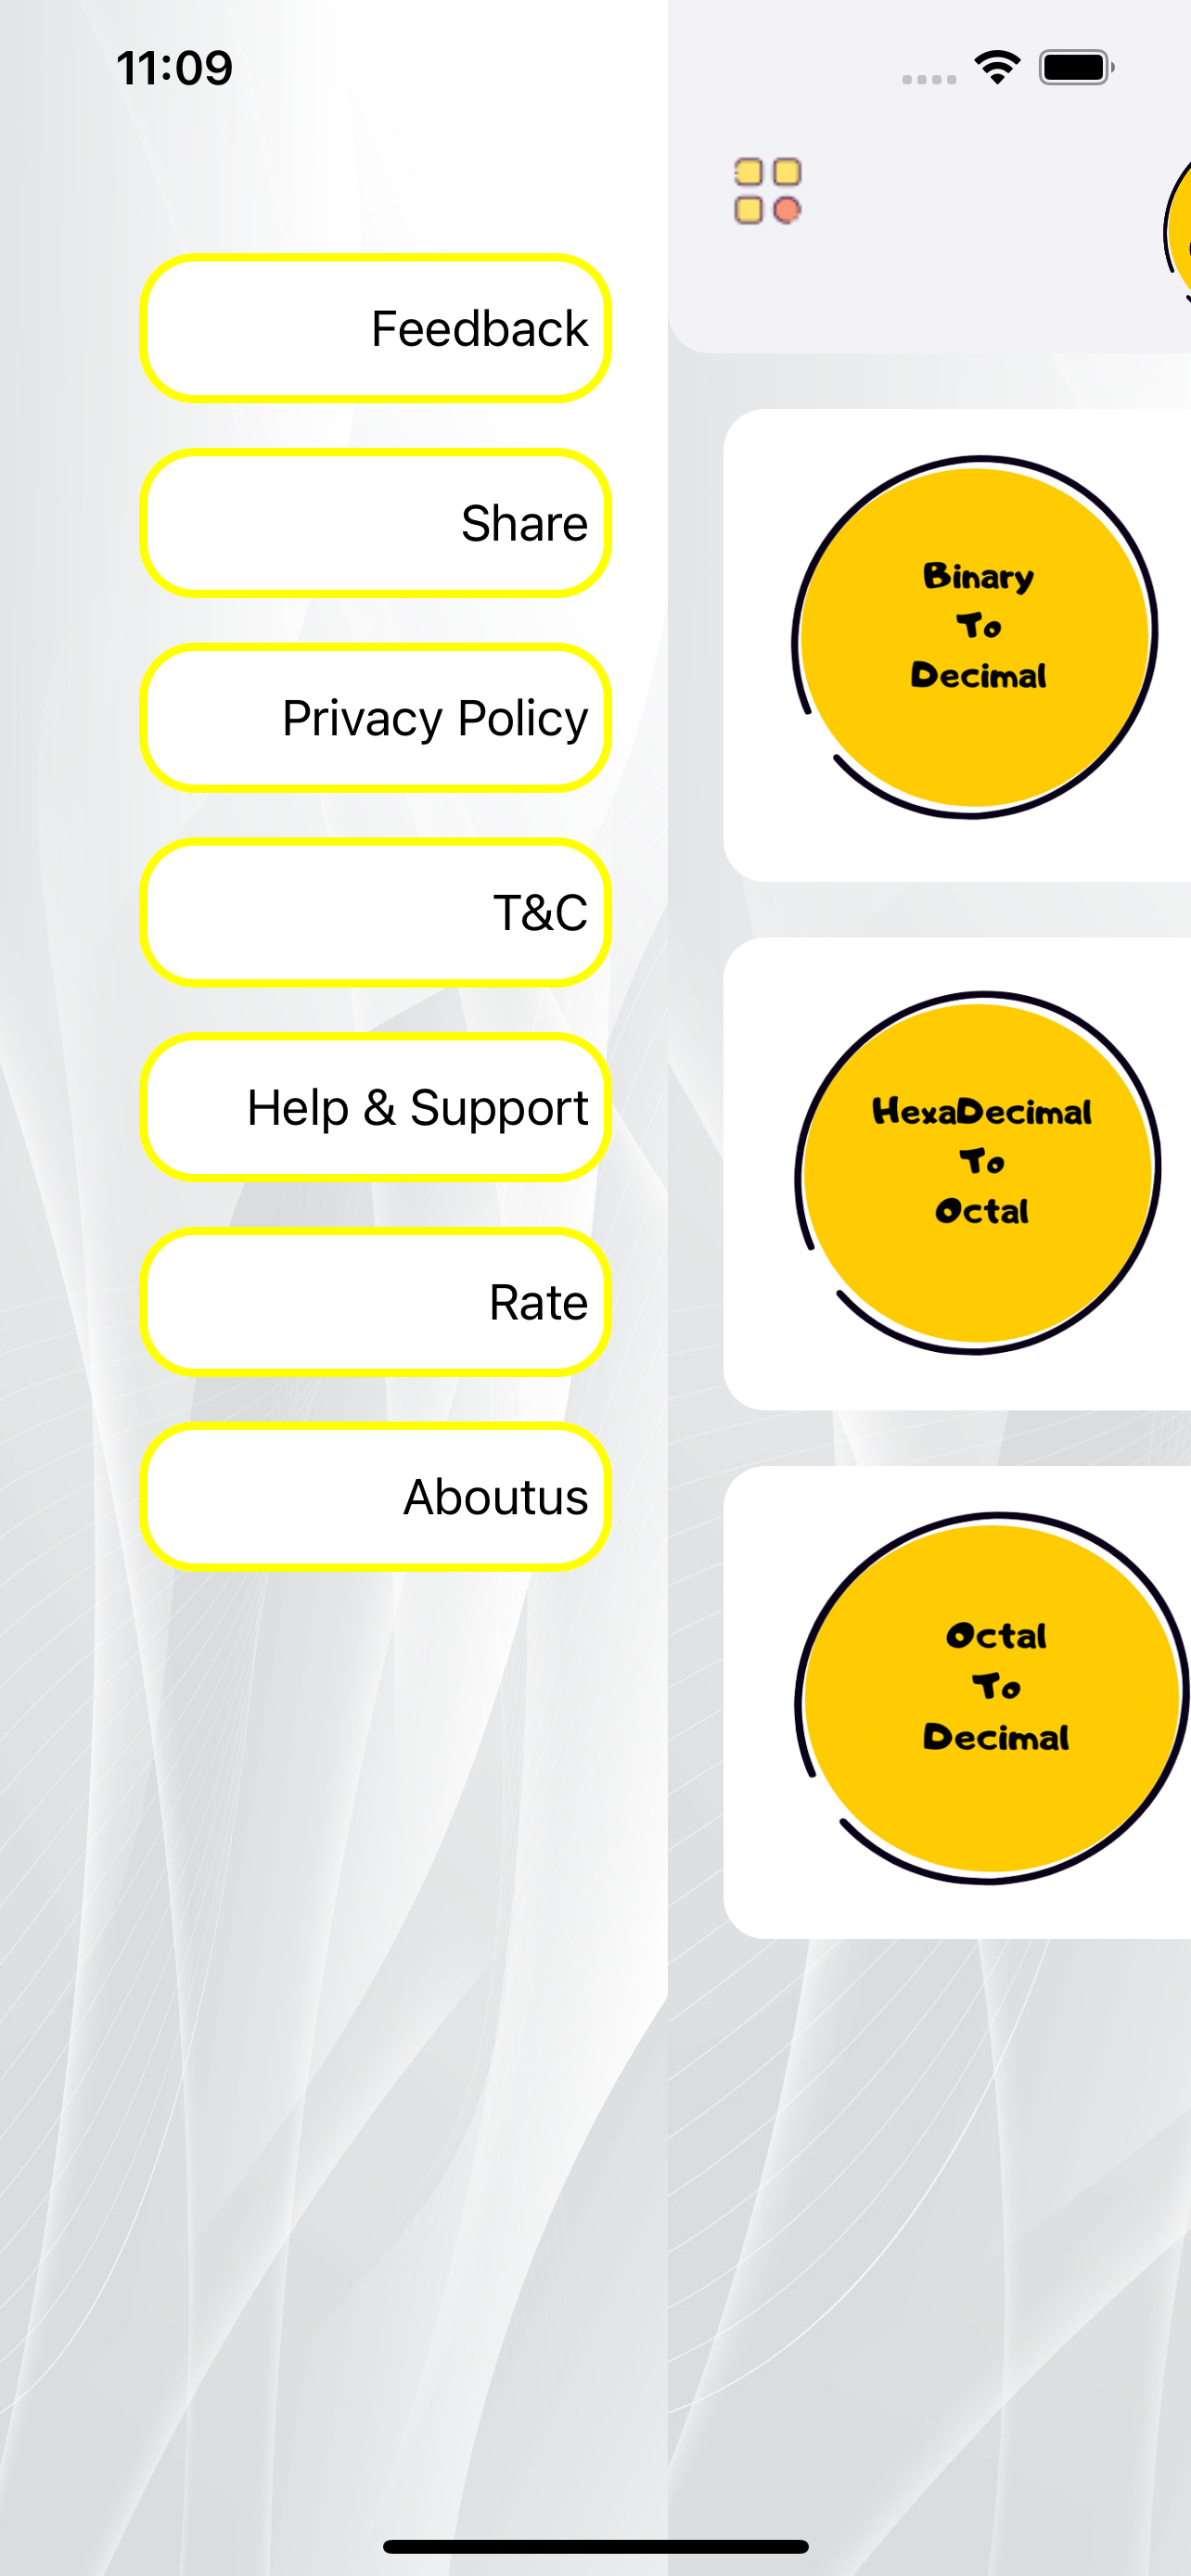 11:09
Feedback
Share
Privacy Policy
T&C
Help & Support
Rate
Aboutus
Binary
To
Decimal
HexaDecimal
To
Octal
Octal
To
Decimal